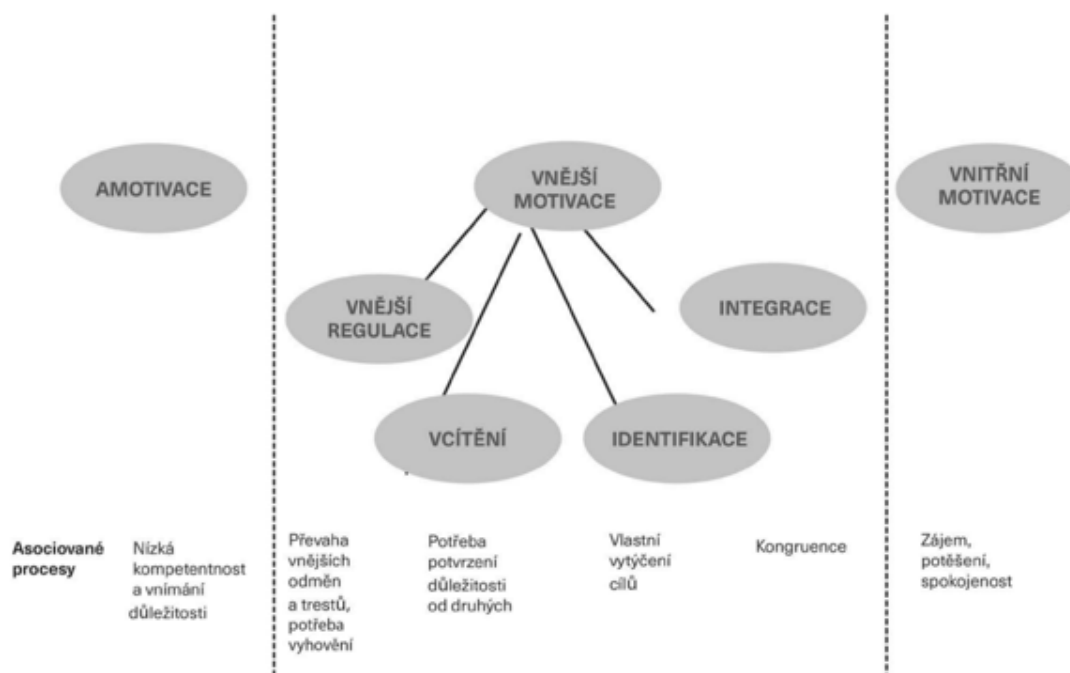 AMOTIVACE
VNĚJŠÍ
MOTIVACE
VNITŘNÍ
MOTIVACE
VNĚJŠÍ
REGULACE
INTEGRACE
VCÍTĚNÍ
IDENTIFIKACE
Asociované
procesy
Nízká
kompetentnost
a vnímání
důležitosti
Převaha
vnějších
odměn
a trestů,
potřeba
vyhovění
Potřeba
potvrzení
důležitosti
od druhých
Vlastní
vytýčení
cílů
Kongruence
Zájem,
potěšení,
spokojenost